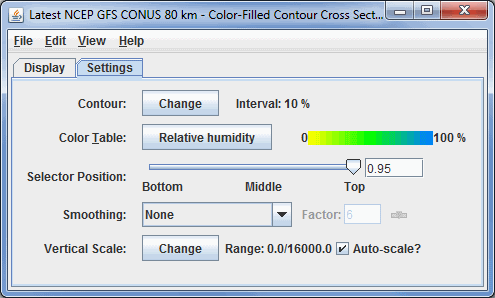 Latest NCEP GFS CONUS 80 km - Color-Filled Contour Cross Sect...
File Edit View Help
Display Settings
Contour: Change Interval: 10 %
Color Table: Relative humidity 0 100 %
Selector Position: 0.95
Bottom Middle Top
Smoothing: None Factor: 6
Vertical Scale: Change Range: 0.0/16000.0 Auto-scale?